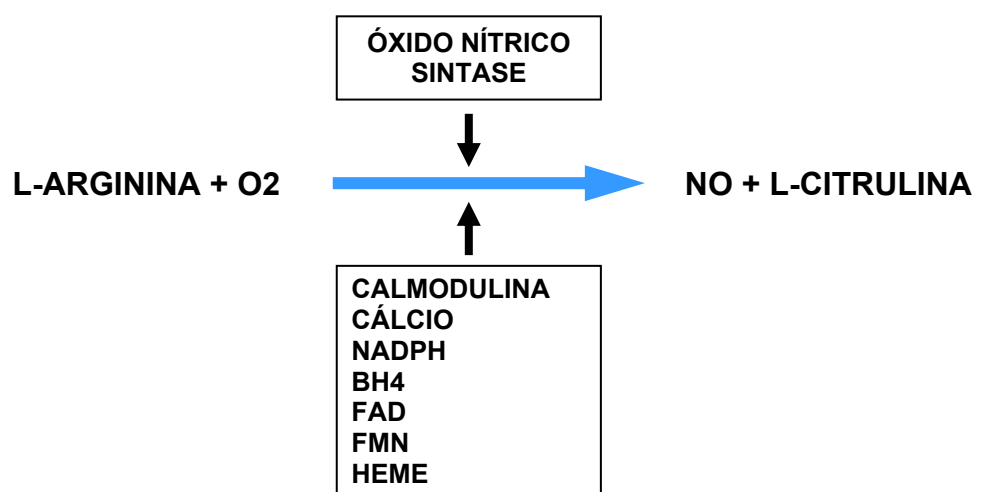 ÓXIDO NÍTRICO
SINTASE
L-ARGININA + O2
NO + L-CITRULINA
CALMODULINA
CÁLCIO
NADPH
BH4
FAD
FMN
HEME